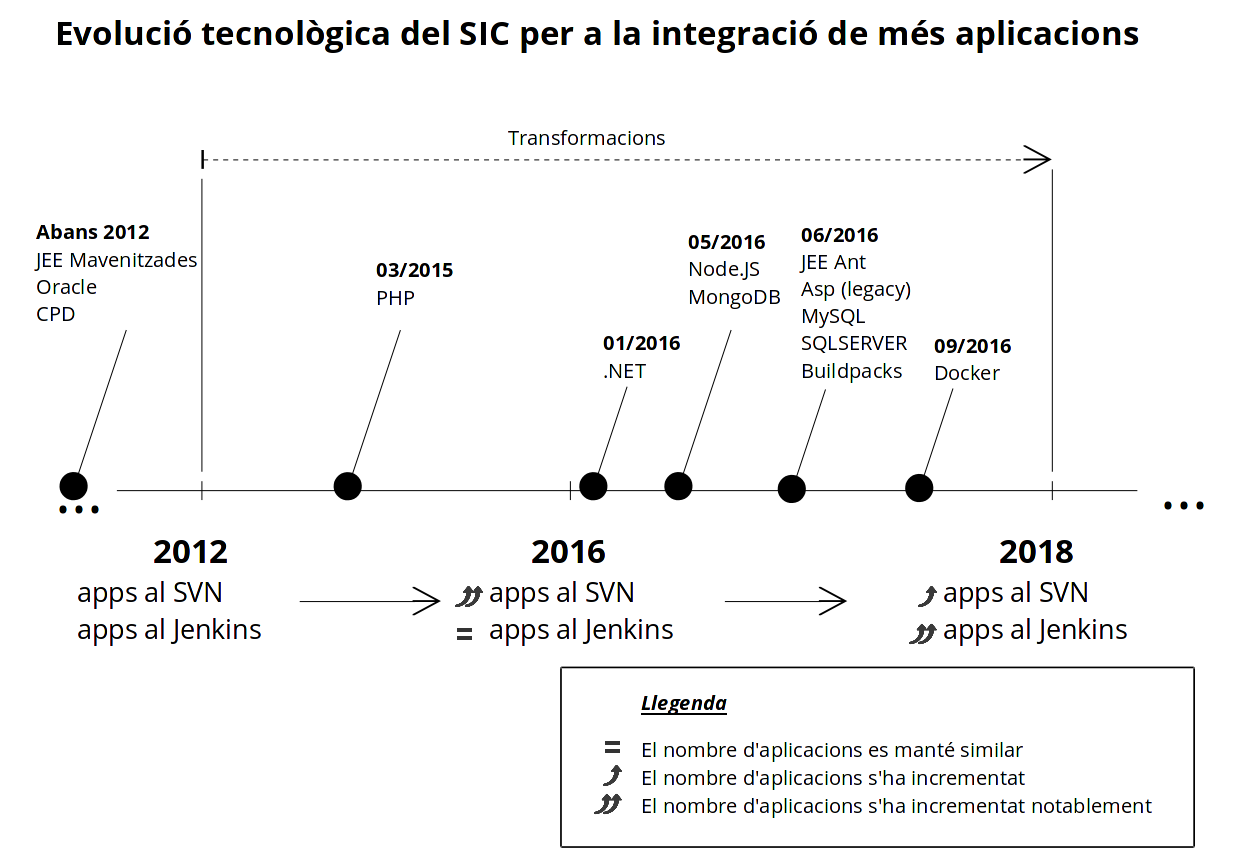 Evolució tecnològica del SIC per a la integració de més aplicacions
Transformacions
Abans 2012
JEE Mavenitzades
Oracle
CPD
03/2015
PHP
01/2016
.NET
05/2016
Node.JS
MongoDB
06/2016
JEE Ant
Asp (legacy)
MySQL
SQLSERVER
Buildpacks
09/2016
Docker
...
...
2012
apps al SVN
apps al Jenkins
2016
apps al SVN
= apps al Jenkins
2018
apps al SVN
apps al Jenkins
Llegenda
= El nombre d'aplicacions es manté similar
El nombre d'aplicacions s'ha incrementat
El nombre d'aplicacions s'ha incrementat notablement